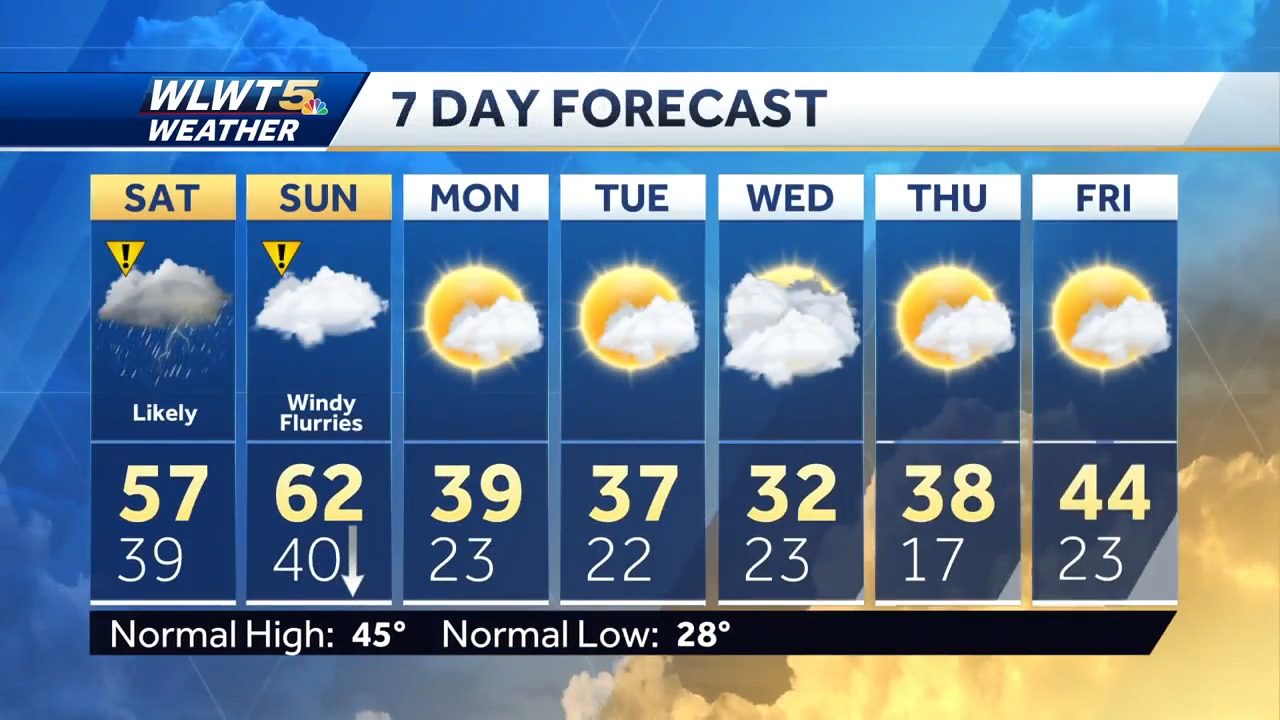 WLWT5
WEATHER
7 DAY FORECAST
SAT
!
Likely
57
39
SUN
!
Windy
Flurries
62
40
MON
39
23
TUE
37
22
WED
32
23
THU
38
17
FRI
44
23
Normal High: 45° Normal Low: 28°